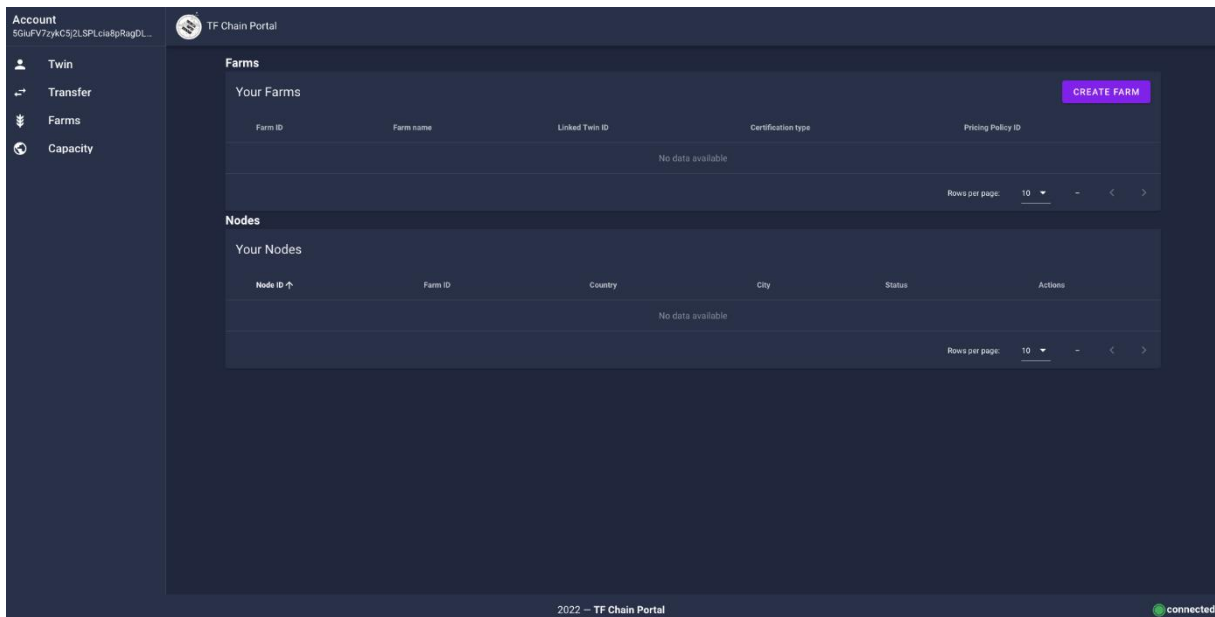 Account
5GiuFV7zykC5j2LSPLcia8pRagDL...
TF Chain Portal
Twin
Transfer
Farms
Capacity
Farms
Your Farms
CREATE FARM
Farm ID Farm name Linked Twin ID Certification type Pricing Policy ID
No data available
Rows per page: 10 –
Nodes
Your Nodes
Node ID Farm ID Country City Status Actions
No data available
Rows per page: 10 –
2022 — TF Chain Portal
connected